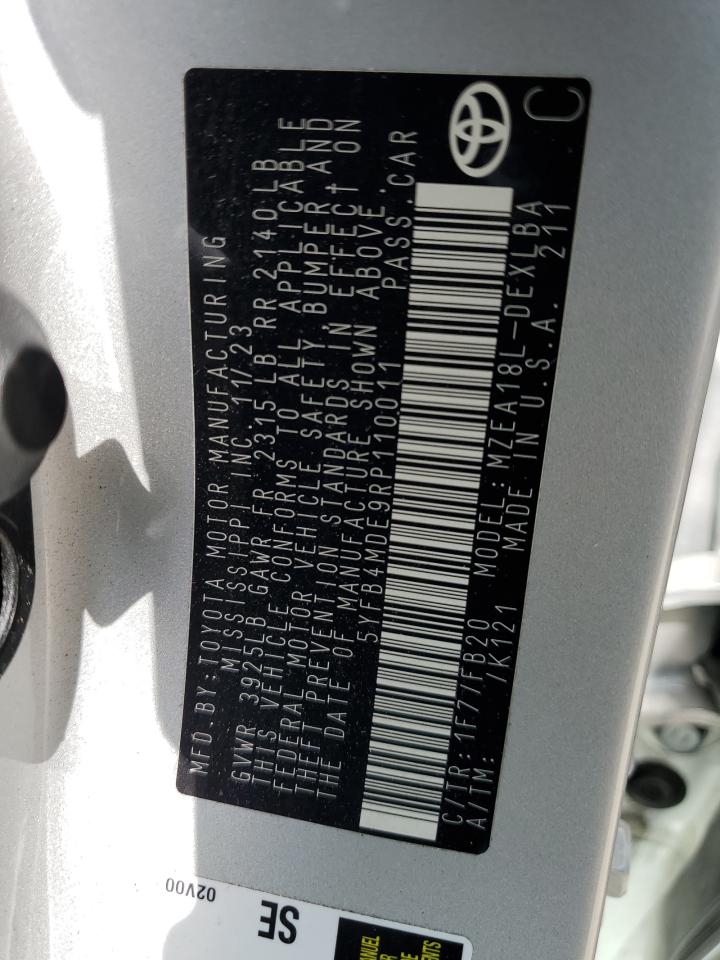 MFD.BY:TOYOTA MOTOR MANUFACTURING
MISSISSIPPI INC. 11/23
GVWR 3925LB GAWR FR 2315 LB RR 2140 LB
THIS VEHICLE CONFORMS TO ALL APPLICABLE
FEDERAL MOTOR VEHICLE SAFETY, BUMPER, AND
THEFT PREVENTION STANDARDS IN EFFECT ON
THE DATE OF MANUFACTURE SHOWN ABOVE.
5YFB4MDE9RP110011 PASS.CAR
C/TR: 1F77/FB20 MODEL:MZEA18L-DEXLBA
A/TM: /K121 MADE IN U.S.A. 211
C
02V00
SE